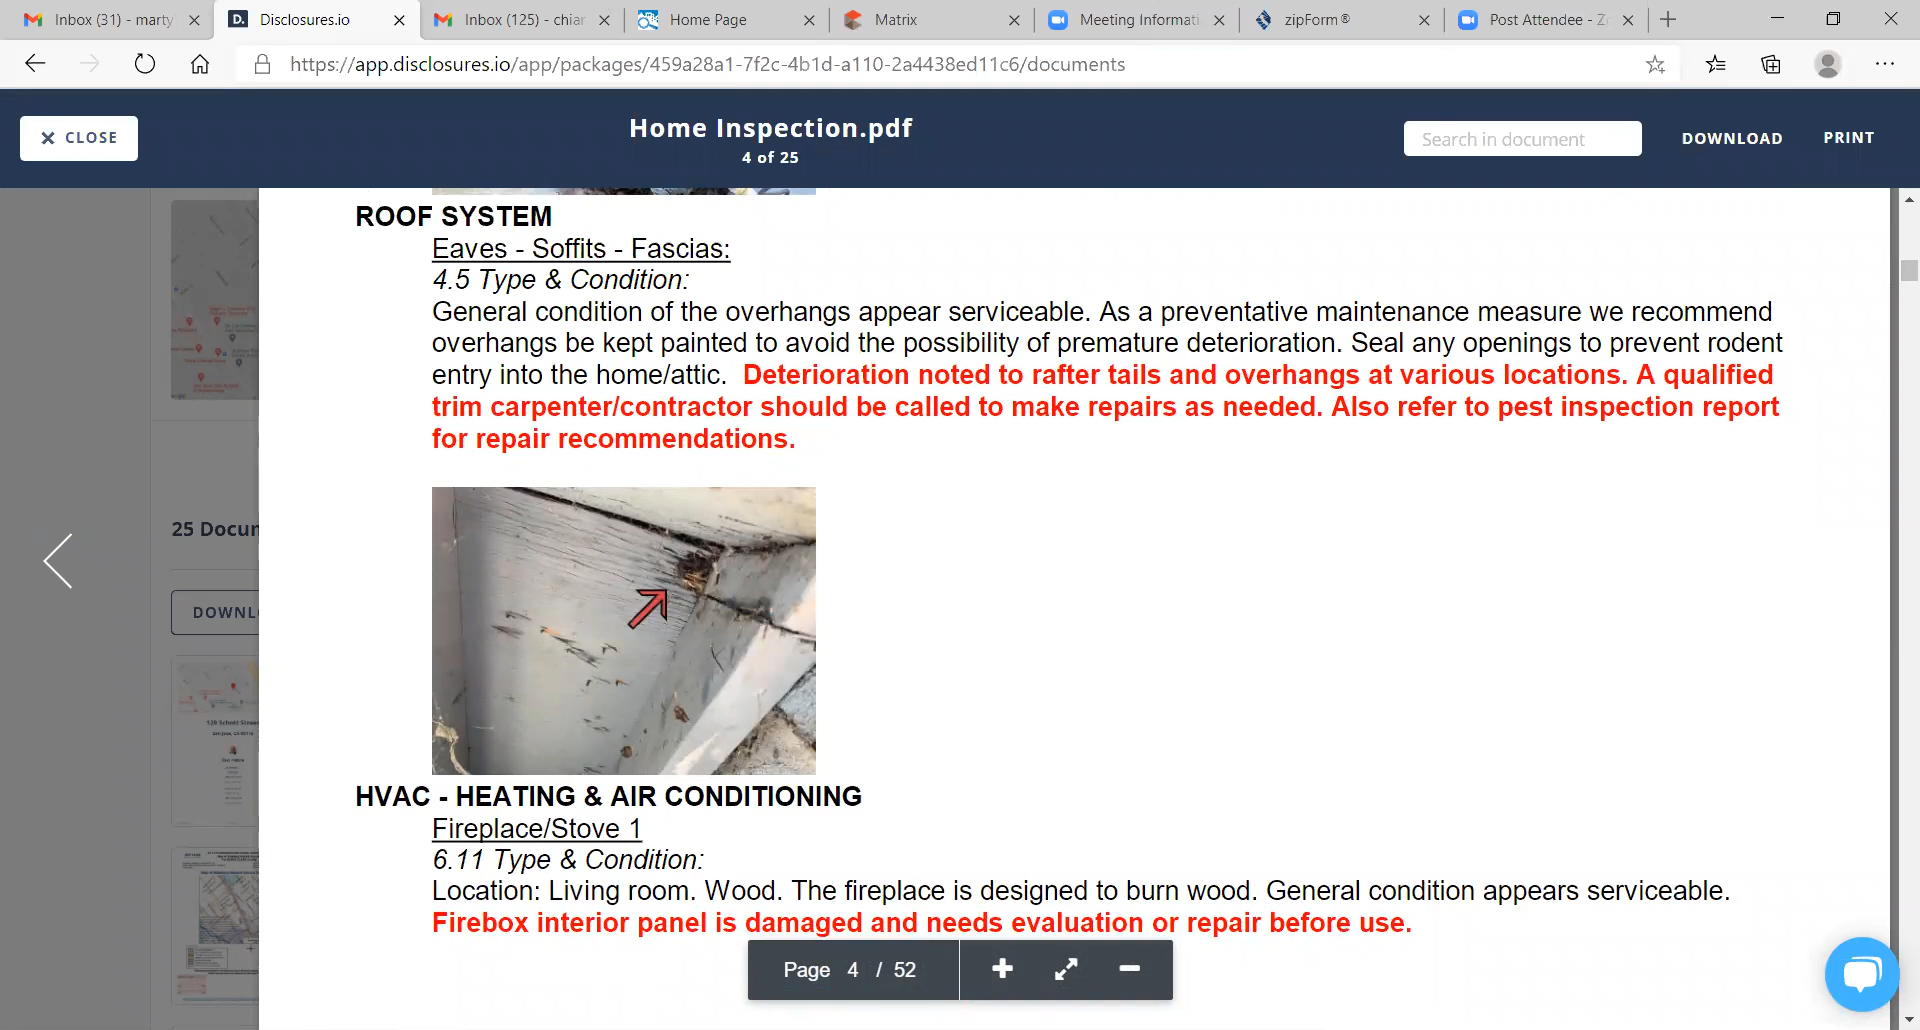 Inbox (31) - marty
Disclosures.io
Inbox (125) - chiar
Home Page
Matrix
Meeting Informati
zipForm®
Post Attendee - Z
https://app.disclosures.io/app/packages/459a28a1-7f2c-4b1d-a110-2a4438ed11c6/documents
CLOSE
Home Inspection.pdf
4 of 25
Search in document
DOWNLOAD
PRINT
ROOF SYSTEM
Eaves - Soffits - Fascias:
4.5 Type & Condition:
General condition of the overhangs appear serviceable. As a preventative maintenance measure we recommend
overhangs be kept painted to avoid the possibility of premature deterioration. Seal any openings to prevent rodent
entry into the home/attic. Deterioration noted to rafter tails and overhangs at various locations. A qualified
trim carpenter/contractor should be called to make repairs as needed. Also refer to pest inspection report
for repair recommendations.
25 Docum
DOWNL
HVAC - HEATING & AIR CONDITIONING
Fireplace/Stove 1
6.11 Type & Condition:
Location: Living room. Wood. The fireplace is designed to burn wood. General condition appears serviceable.
Firebox interior panel is damaged and needs evaluation or repair before use.
Page 4 / 52